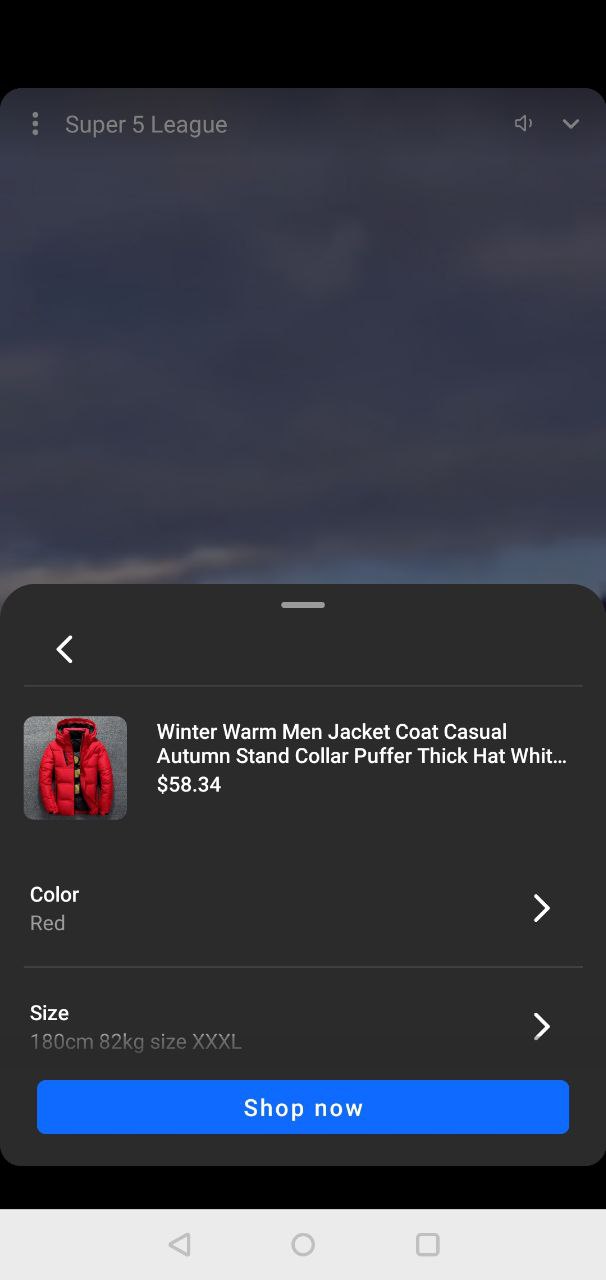 Super 5 League
Winter Warm Men Jacket Coat Casual
Autumn Stand Collar Puffer Thick Hat Whit...
$58.34
Color
Red
Size
180cm 82kg size XXXL
Shop now